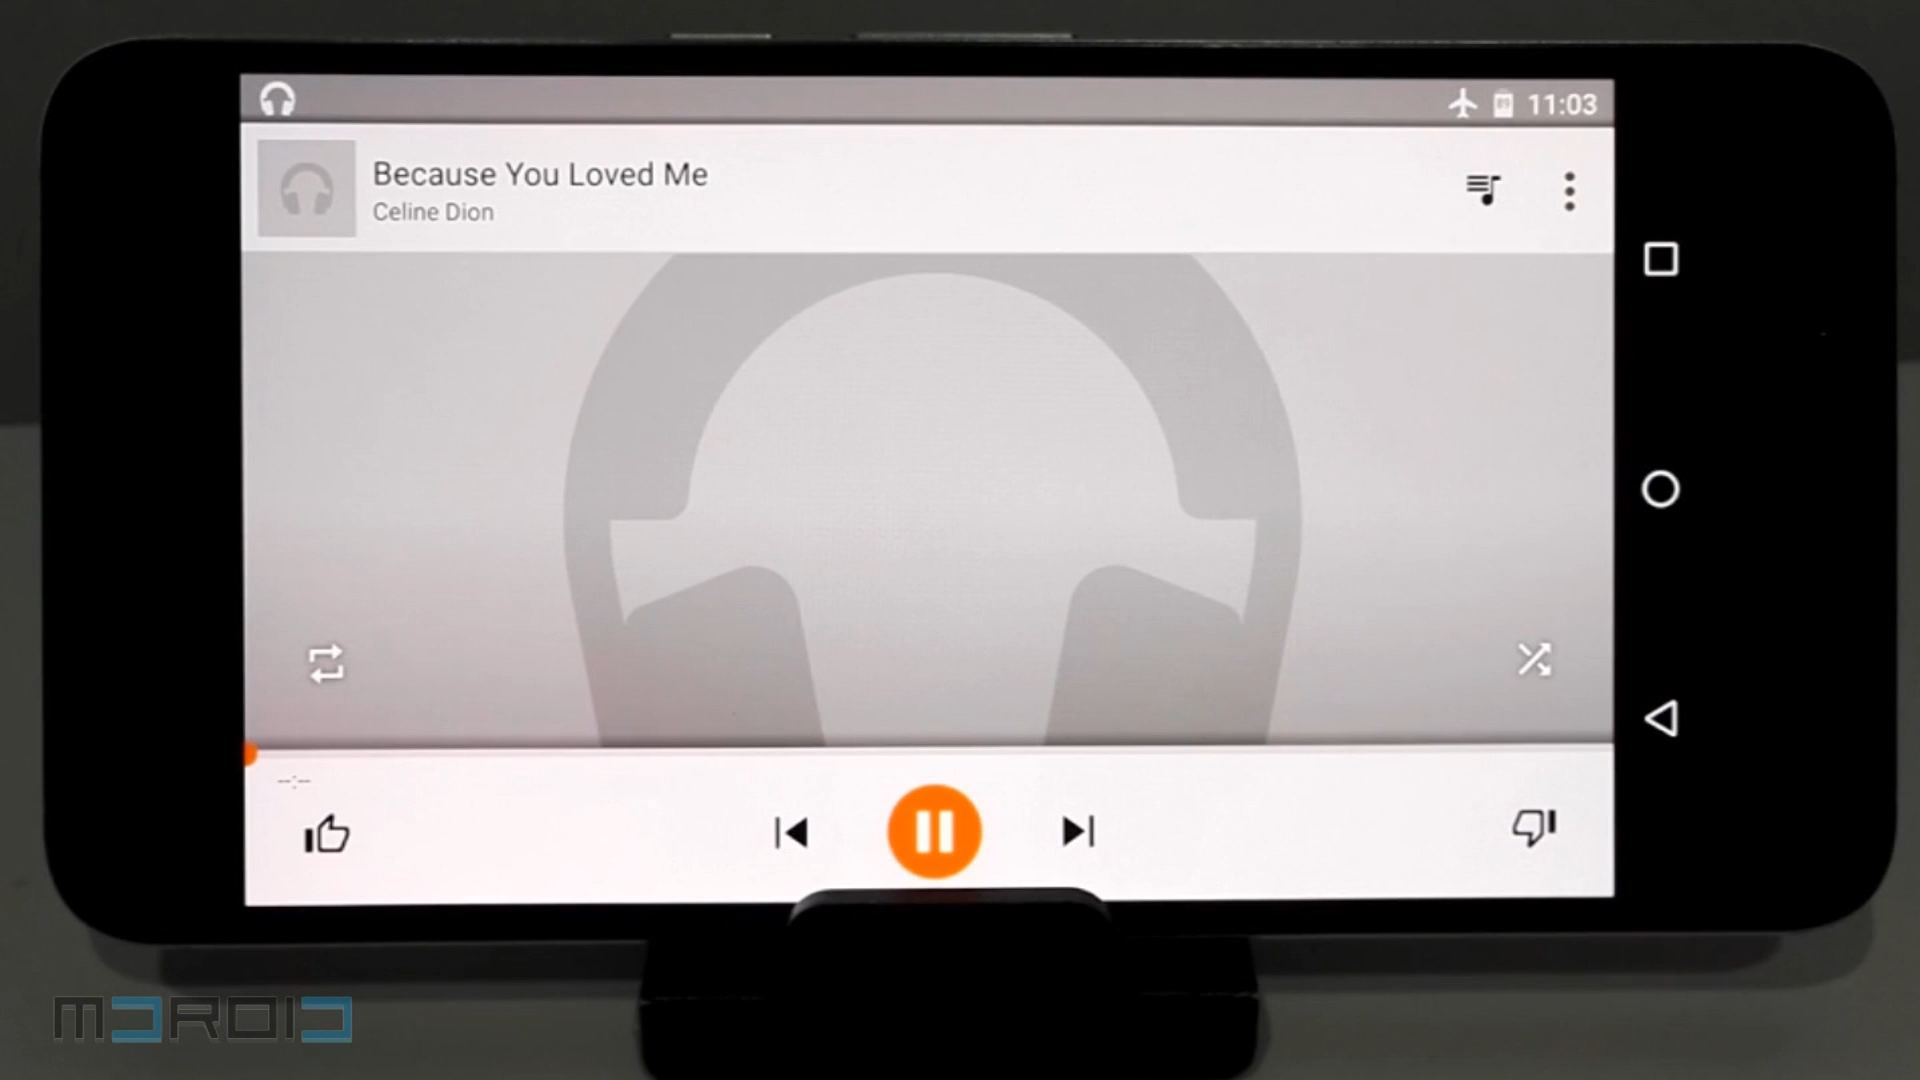 11:03
Because You Loved Me
Celine Dion
--:--
MDROID